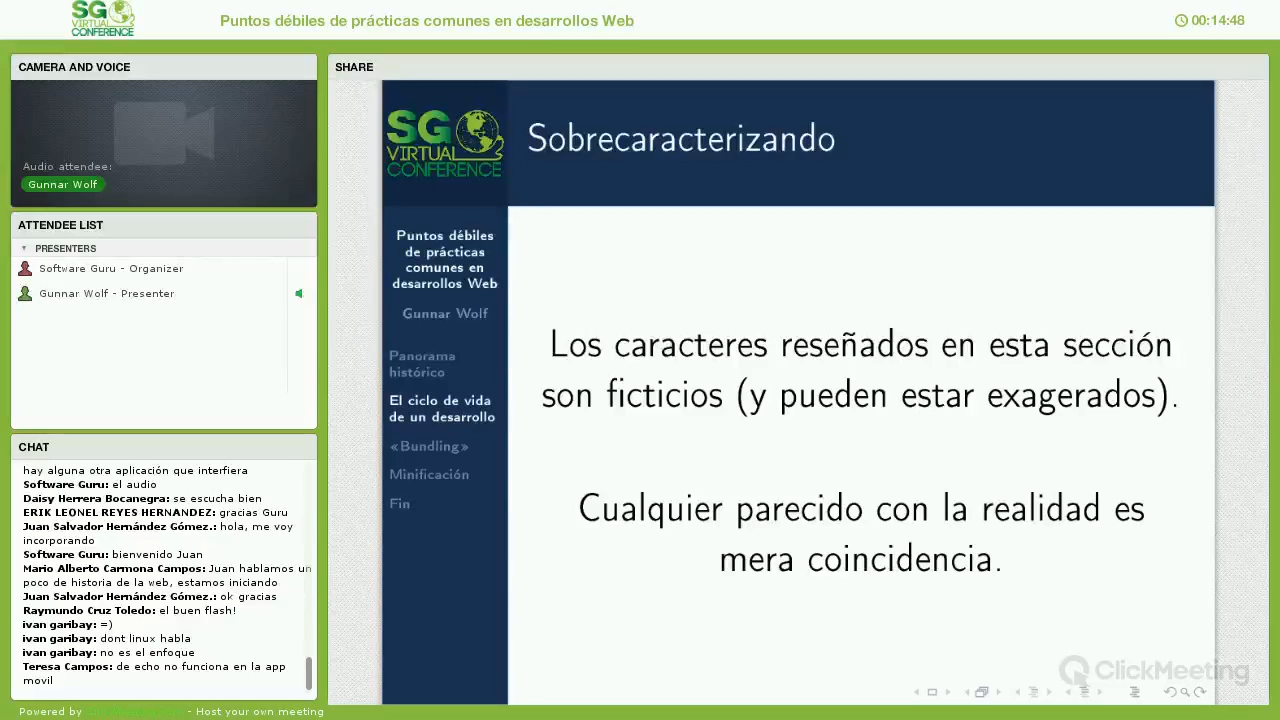 SG
VIRTUAL
CONFERENCE
Puntos débiles de prácticas comunes en desarrollos Web
00:14:48
CAMERA AND VOICE
Audio attendee:
Gunnar Wolf
ATTENDEE LIST
PRESENTERS
Software Guru - Organizer
Gunnar Wolf - Presenter
CHAT
hay alguna otra aplicación que interfiera
Software Guru: el audio
Daisy Herrera Bocanegra: se escucha bien
ERIK LEONEL REYES HERNANDEZ: gracias Guru
Juan Salvador Hernández Gómez.: hola, me voy
incorporando
Software Guru: bienvenido Juan
Mario Alberto Carmona Campos: Juan hablamos un
poco de historia de la web, estamos iniciando
Juan Salvador Hernández Gómez.: ok gracias
Raymundo Cruz Toledo: el buen flash!
ivan garibay: =)
ivan garibay: dont linux habla
ivan garibay: no es el enfoque
Teresa Campos: de echo no funciona en la app
movil
Powered by - Host your own meeting
SHARE
SG
VIRTUAL
CONFERENCE
Sobrecaracterizando
Puntos débiles
de prácticas
comunes en
desarrollos Web
Gunnar Wolf
Panorama
histórico
El ciclo de vida
de un desarrollo
«Bundling»
Minificación
Fin
Los caracteres reseñados en esta sección
son ficticios (y pueden estar exagerados).
Cualquier parecido con la realidad es
mera coincidencia.
ClickMeeting